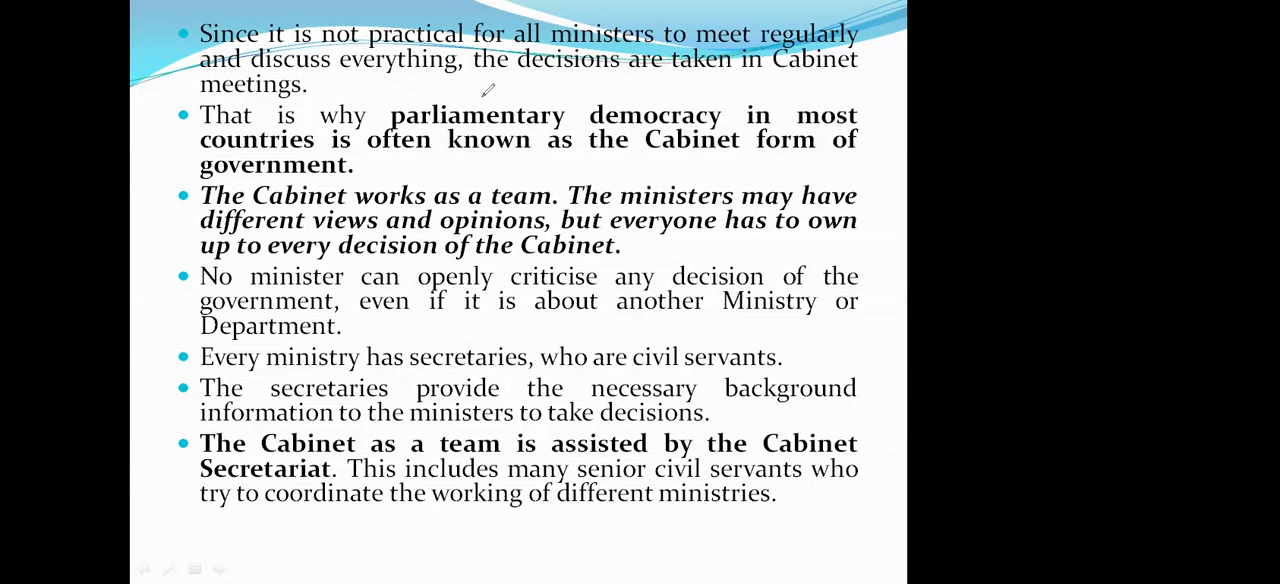 Since it is not practical for all ministers to meet regularly
and discuss everything, the decisions are taken in Cabinet
meetings.
That is why parliamentary democracy in most
countries is often known as the Cabinet form of
government.
The Cabinet works as a team. The ministers may have
different views and opinions, but everyone has to own
up to every decision of the Cabinet.
No minister can openly criticise any decision of the
government, even if it is about another Ministry or
Department.
Every ministry has secretaries, who are civil servants.
The secretaries provide the necessary background
information to the ministers to take decisions.
The Cabinet as a team is assisted by the Cabinet
Secretariat. This includes many senior civil servants who
try to coordinate the working of different ministries.